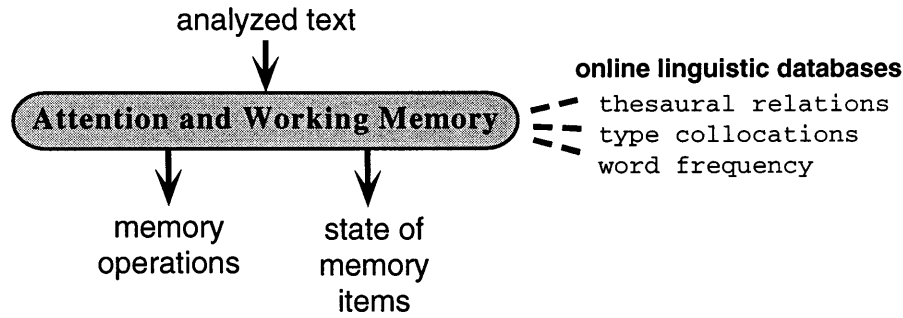 analyzed text
online linguistic databases
Attention and Working Memory
thesaural relations
type collocations
word frequency
memory
operations
state of
memory
items